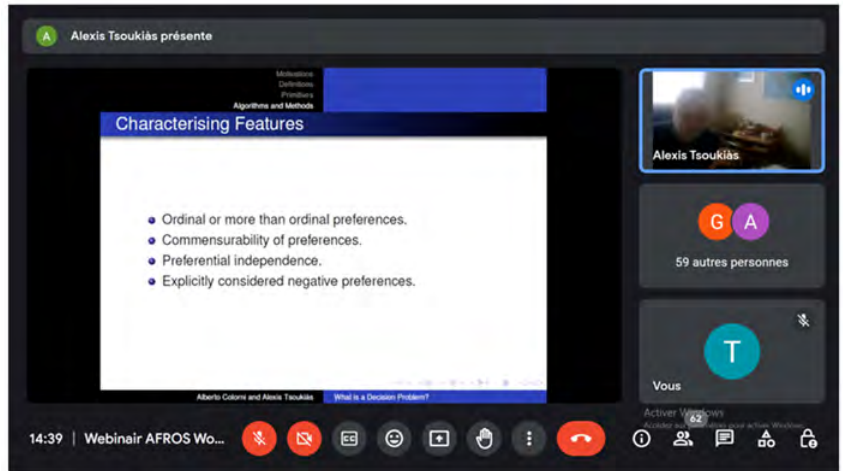 A Alexis Tsoukiàs présente
Motivations
Definitions
Primitives
Algorithms and Methods
Characterising Features
Ordinal or more than ordinal preferences.
Commensurability of preferences.
Preferential independence.
Explicitly considered negative preferences.
Alberto Colorni and Alexis Tsoukiàs What is a Decision Problem?
Alexis Tsoukiàs
G A
59 autres personnes
T
Vous
Activer Windows
62
14:39 | Webinair AFROS Wo...
CC